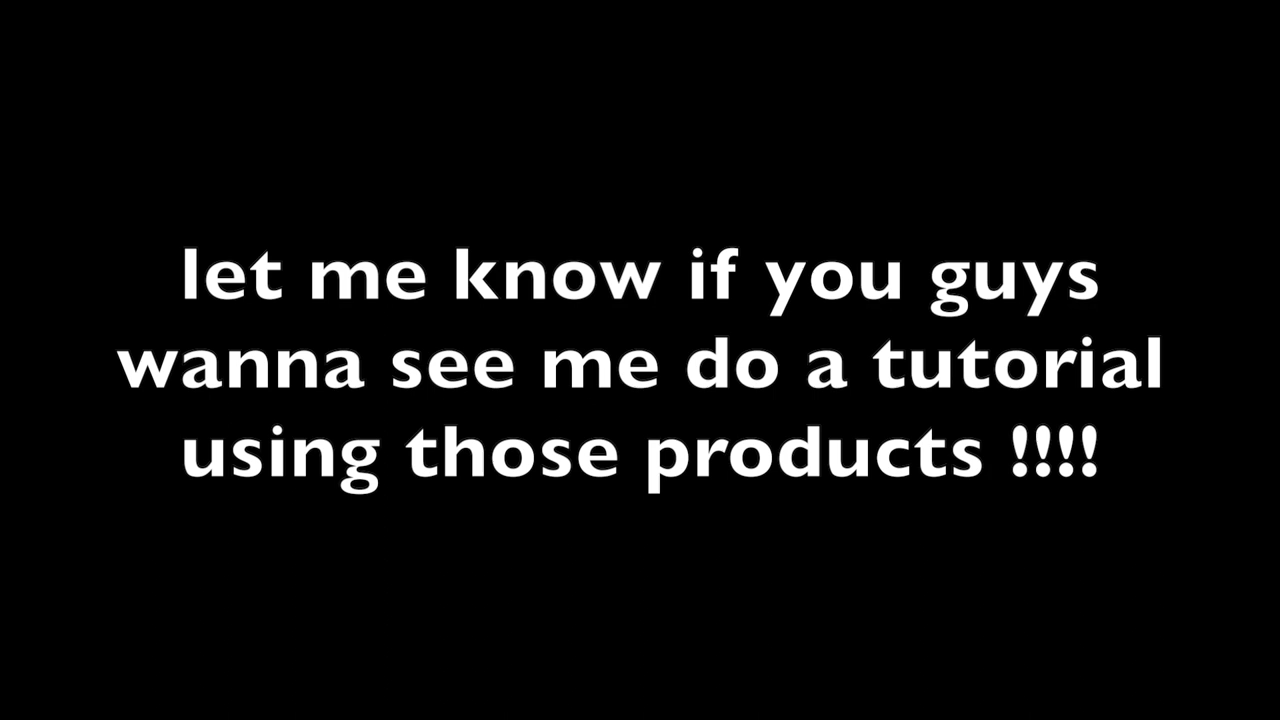 let me know if you guys
wanna see me do a tutorial
using those products !!!!